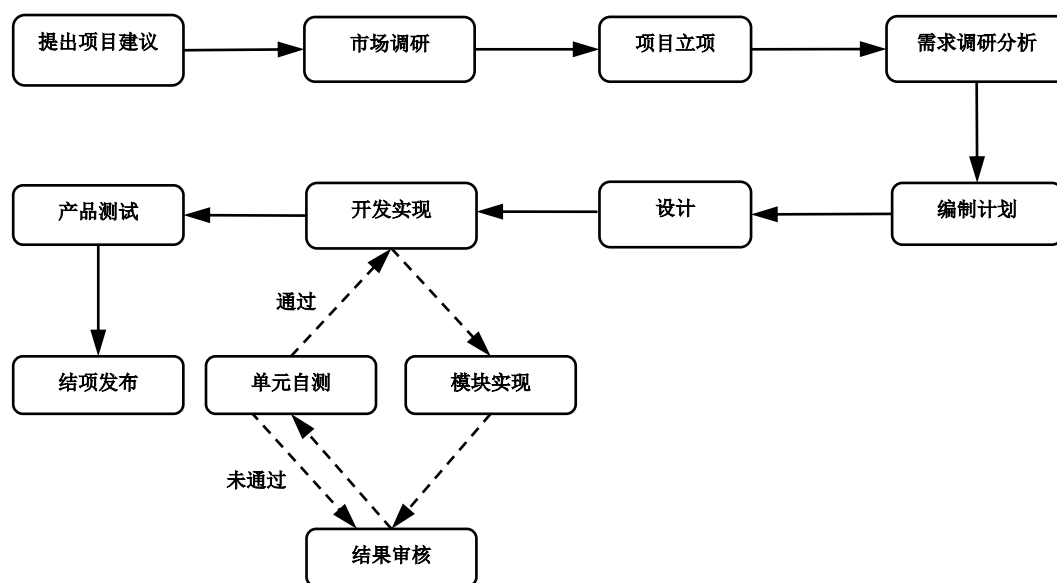 提出项目建议
市场调研
项目立项
需求调研分析
产品测试
开发实现
设计
编制计划
通过
结项发布
单元自测
模块实现
未通过
结果审核